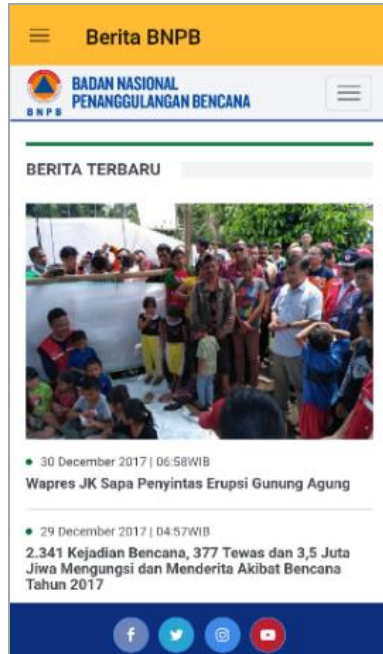 Berita BNPB
BADAN NASIONAL
PENANGGULANGAN BENCANA
BNPB
BERITA TERBARU
30 December 2017 | 06:58WIB
Wapres JK Sapa Penyintas Erupsi Gunung Agung
29 December 2017 | 04:57WIB
2.341 Kejadian Bencana, 377 Tewas dan 3,5 Juta
Jiwa Mengungsi dan Menderita Akibat Bencana
Tahun 2017